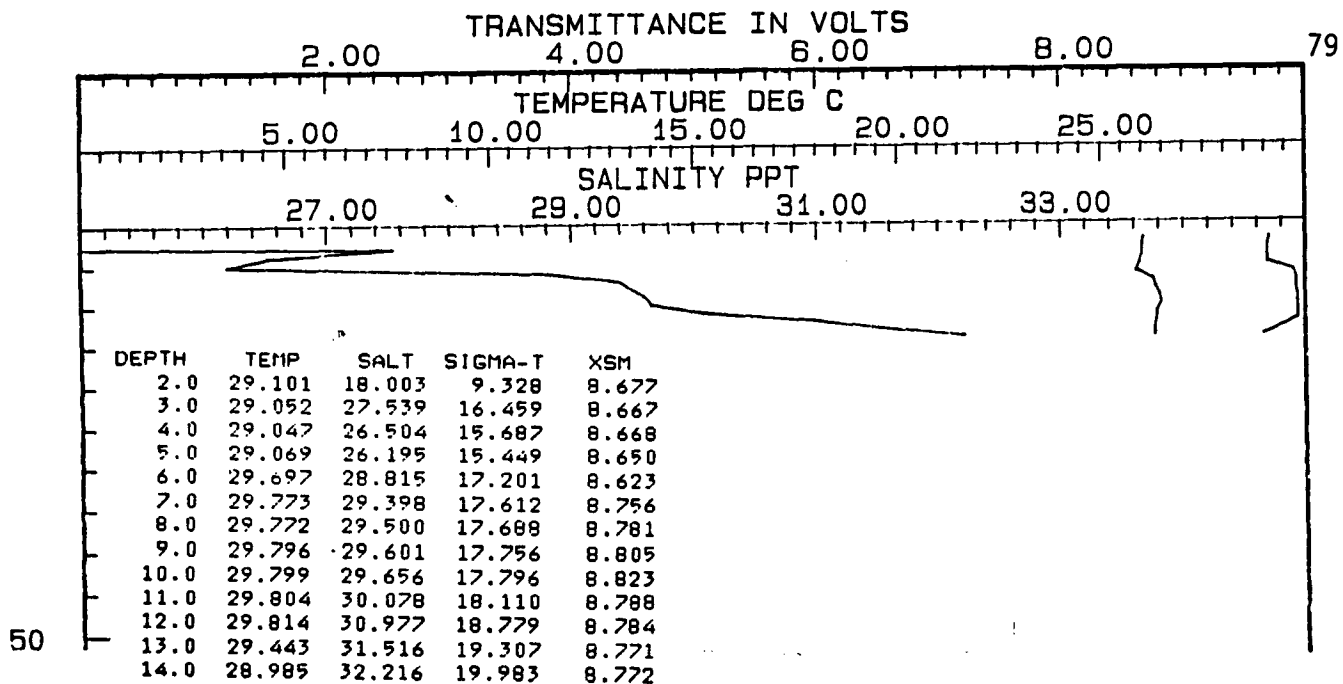 TRANSMITTANCE IN VOLTS
2.00 4.00 6.00 8.00 79
TEMPERATURE DEG C
5.00 10.00 15.00 20.00 25.00
SALINITY PPT
27.00 29.00 31.00 33.00
DEPTH TEMP SALT SIGMA-T XSM
2.0 29.101 18.003 9.328 8.677
3.0 29.052 27.539 16.459 8.667
4.0 29.047 26.504 15.687 8.668
5.0 29.069 26.195 15.449 8.650
6.0 29.697 28.815 17.201 8.623
7.0 29.773 29.398 17.612 8.756
8.0 29.772 29.500 17.688 8.781
9.0 29.796 29.601 17.756 8.805
10.0 29.799 29.656 17.796 8.823
11.0 29.804 30.078 18.110 8.788
12.0 29.814 30.977 18.779 8.784
50
13.0 29.443 31.516 19.307 8.771
14.0 28.985 32.216 19.983 8.772